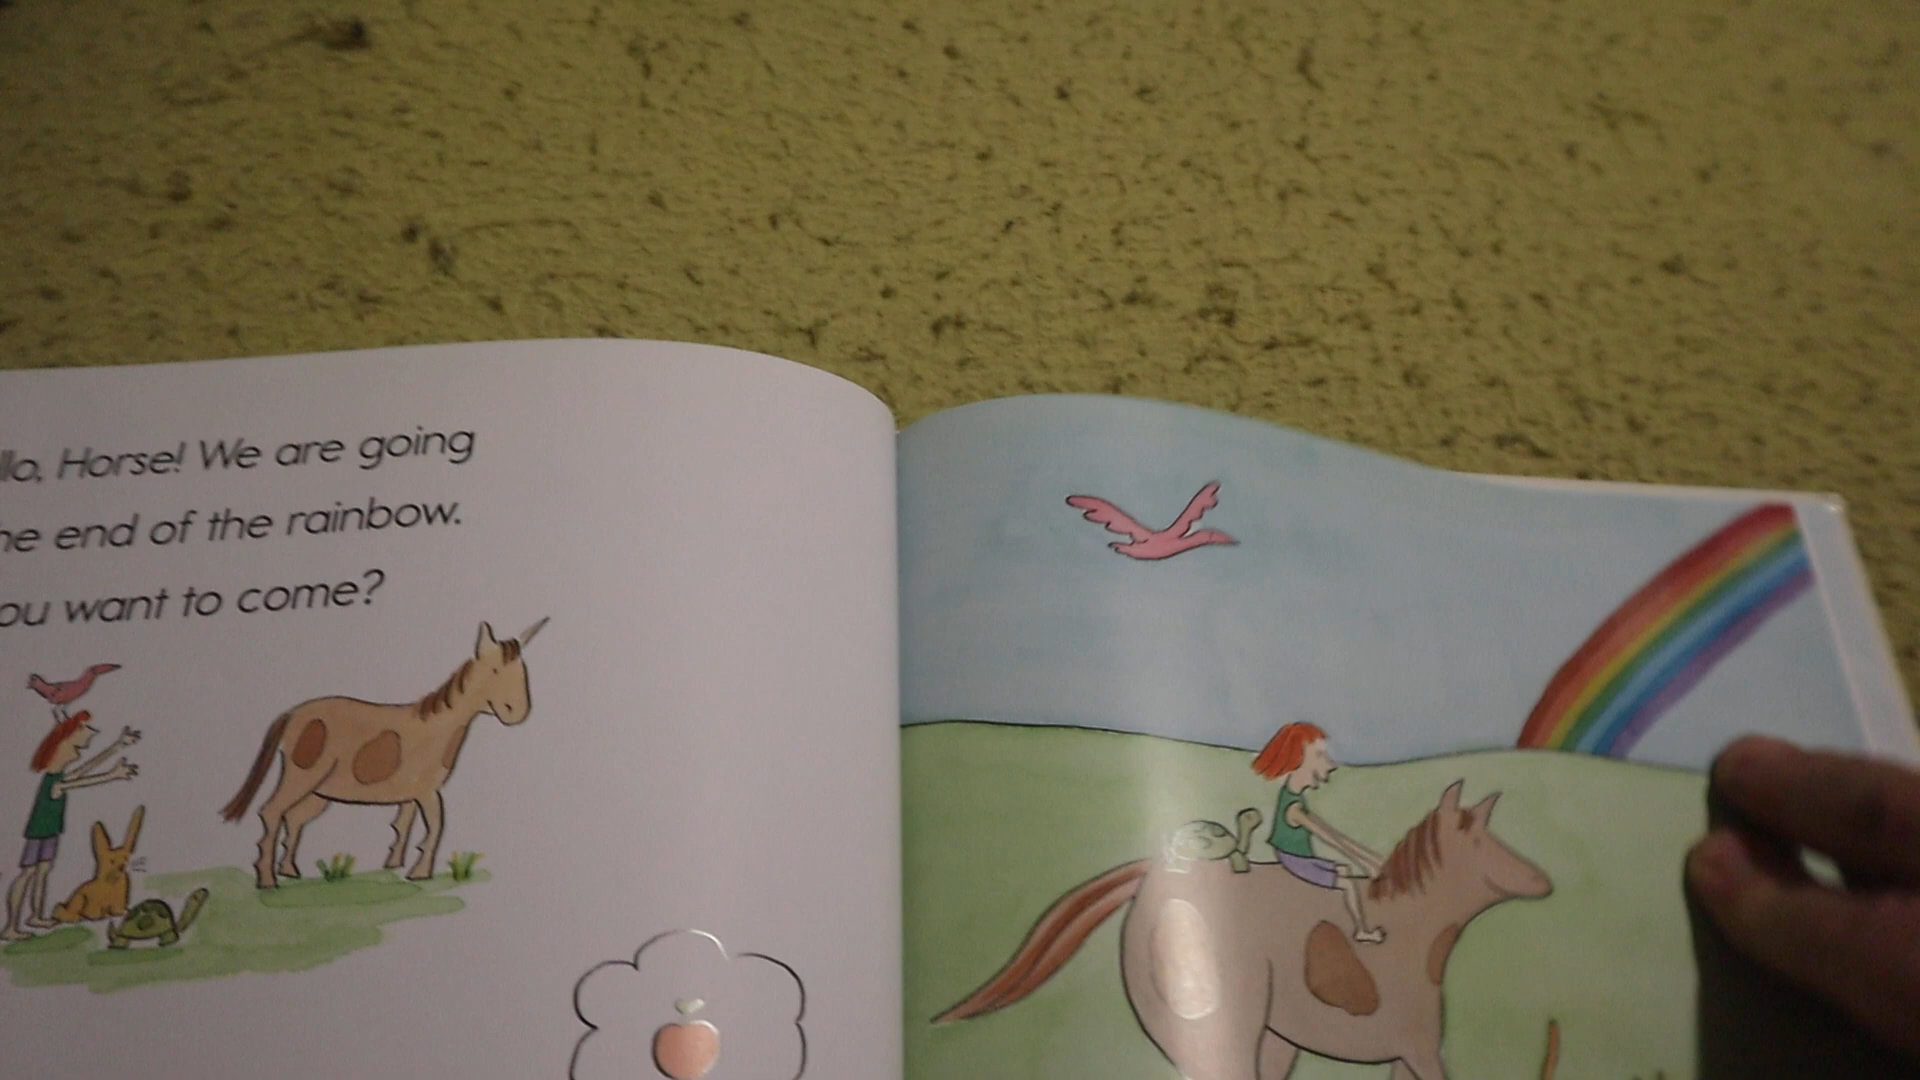 llo, Horse! We are going
he end of the rainbow.
ou want to come?